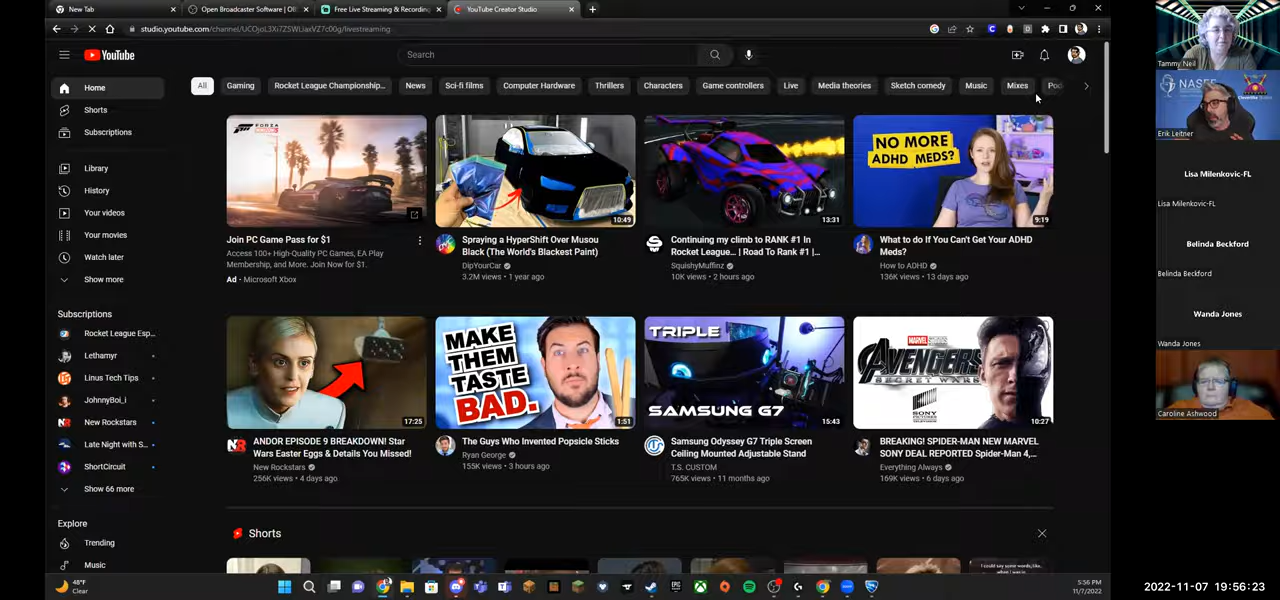 New Tab
Open Broadcaster Software | OB
Free Live Streaming & Recording
YouTube Creator Studio
studio.youtube.com/channel/UCOjoL3Xi7ZSWLlaxVZ7c00g/livestreaming
YouTube
Search
Home
Shorts
Subscriptions
Library
History
Your videos
Your movies
Watch later
Show more
Subscriptions
Rocket League Esp...
Lethamyr
Linus Tech Tips
JohnnyBoi_i
New Rockstars
Late Night with S...
ShortCircuit
Show 66 more
Explore
Trending
Music
All
Gaming
Rocket League Championship...
News
Sci-fi films
Computer Hardware
Thrillers
Characters
Game controllers
Live
Media theories
Sketch comedy
Music
Mixes
Po
FORZA
Join PC Game Pass for $1
Access 100+ High-Quality PC Games, EA Play
Membership, and More. Join Now for $1.
Ad · Microsoft Xbox
10:49
Spraying a HyperShift Over Musou
Black (The World's Blackest Paint)
DipYourCar
3.2M views · 1 year ago
13:31
Continuing my climb to RANK #1 In
Rocket League... | Road To Rank #1 |...
SquishyMuffinz
10K views · 2 hours ago
NO MORE
ADHD MEDS?
9:19
What to do If You Can't Get Your ADHD
Meds?
How to ADHD
136K views · 13 days ago
17:25
NR
ANDOR EPISODE 9 BREAKDOWN! Star
Wars Easter Eggs & Details You Missed!
New Rockstars
256K views · 4 days ago
MAKE
THEM
TASTE
BAD.
1:51
The Guys Who Invented Popsicle Sticks
Ryan George
155K views · 3 hours ago
TRIPLE
SAMSUNG G7
15:43
Samsung Odyssey G7 Triple Screen
Ceiling Mounted Adjustable Stand
T.S. CUSTOM
765K views · 11 months ago
MARVEL
STUDIOS
AVENGERS
SECRET WARS
SONY
PICTURES
10:27
BREAKING! SPIDER-MAN NEW MARVEL
SONY DEAL REPORTED Spider-Man 4,...
Everything Always
169K views · 6 days ago
Shorts
I could say some words, like..
48°F
Clear
5:56 PM
11/7/2022
Tammy Neil
NASEF
Erik Leitner
Lisa Milenkovic-FL
Lisa Milenkovic-FL
Belinda Beckford
Belinda Beckford
Wanda Jones
Wanda Jones
Caroline Ashwood
2022-11-07 19:56:23